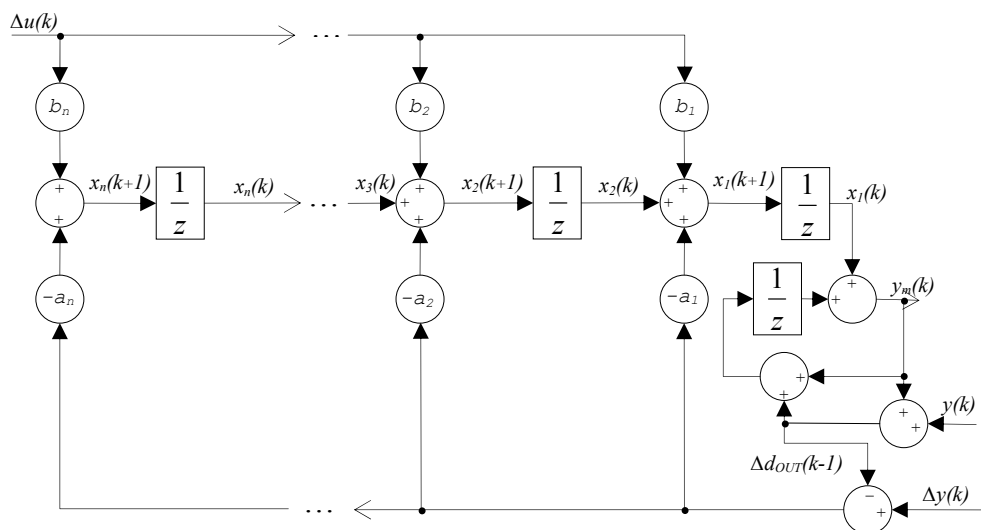 Δu(k)
...
b_n
b_2
b_1
+
+
x_n(k+1)
1
z
x_n(k)
...
x_3(k)
+
+
+
x_2(k+1)
1
z
x_2(k)
+
+
+
x_1(k+1)
1
z
x_1(k)
-a_n
-a_2
-a_1
1
z
+
+
y_m(k)
+
+
+
+
y(k)
Δd_OUT(k-1)
...
-
+
Δy(k)